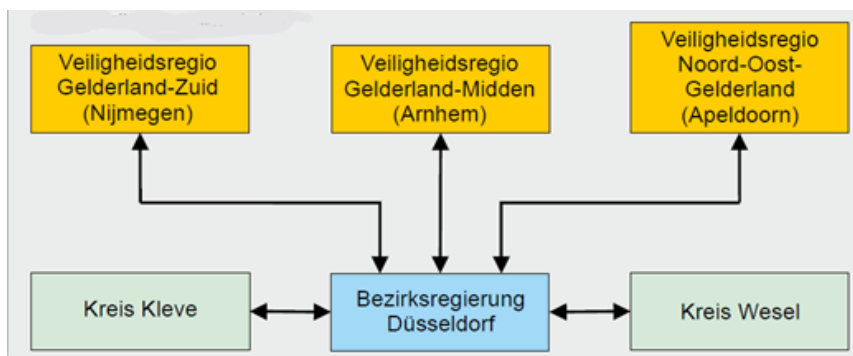 Veiligheidsregio
Gelderland-Zuid
(Nijmegen)
Veiligheidsregio
Gelderland-Midden
(Arnhem)
Veiligheidsregio
Noord-Oost-
Gelderland
(Apeldoorn)
Kreis Kleve
Bezirksregierung
Düsseldorf
Kreis Wesel